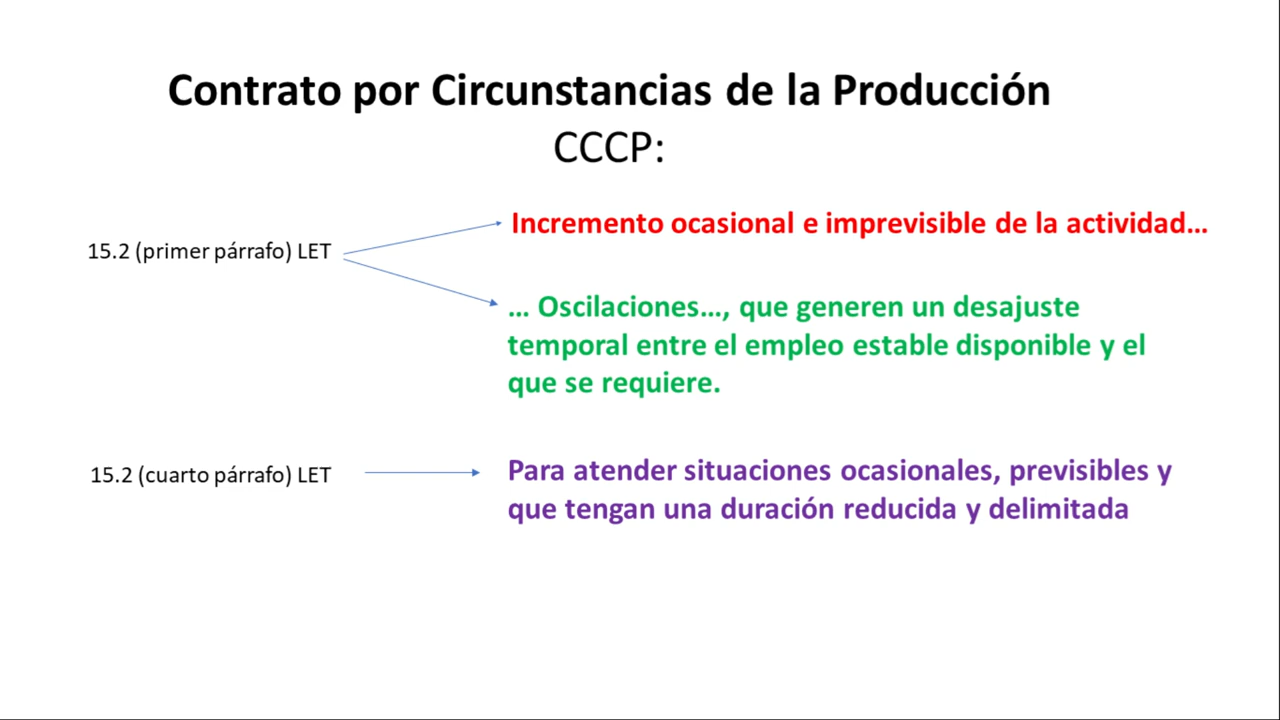 Contrato por Circunstancias de la Producción
CCCP:
15.2 (primer párrafo) LET
Incremento ocasional e imprevisible de la actividad...
... Oscilaciones..., que generen un desajuste
temporal entre el empleo estable disponible y el
que se requiere.
15.2 (cuarto párrafo) LET
Para atender situaciones ocasionales, previsibles y
que tengan una duración reducida y delimitada